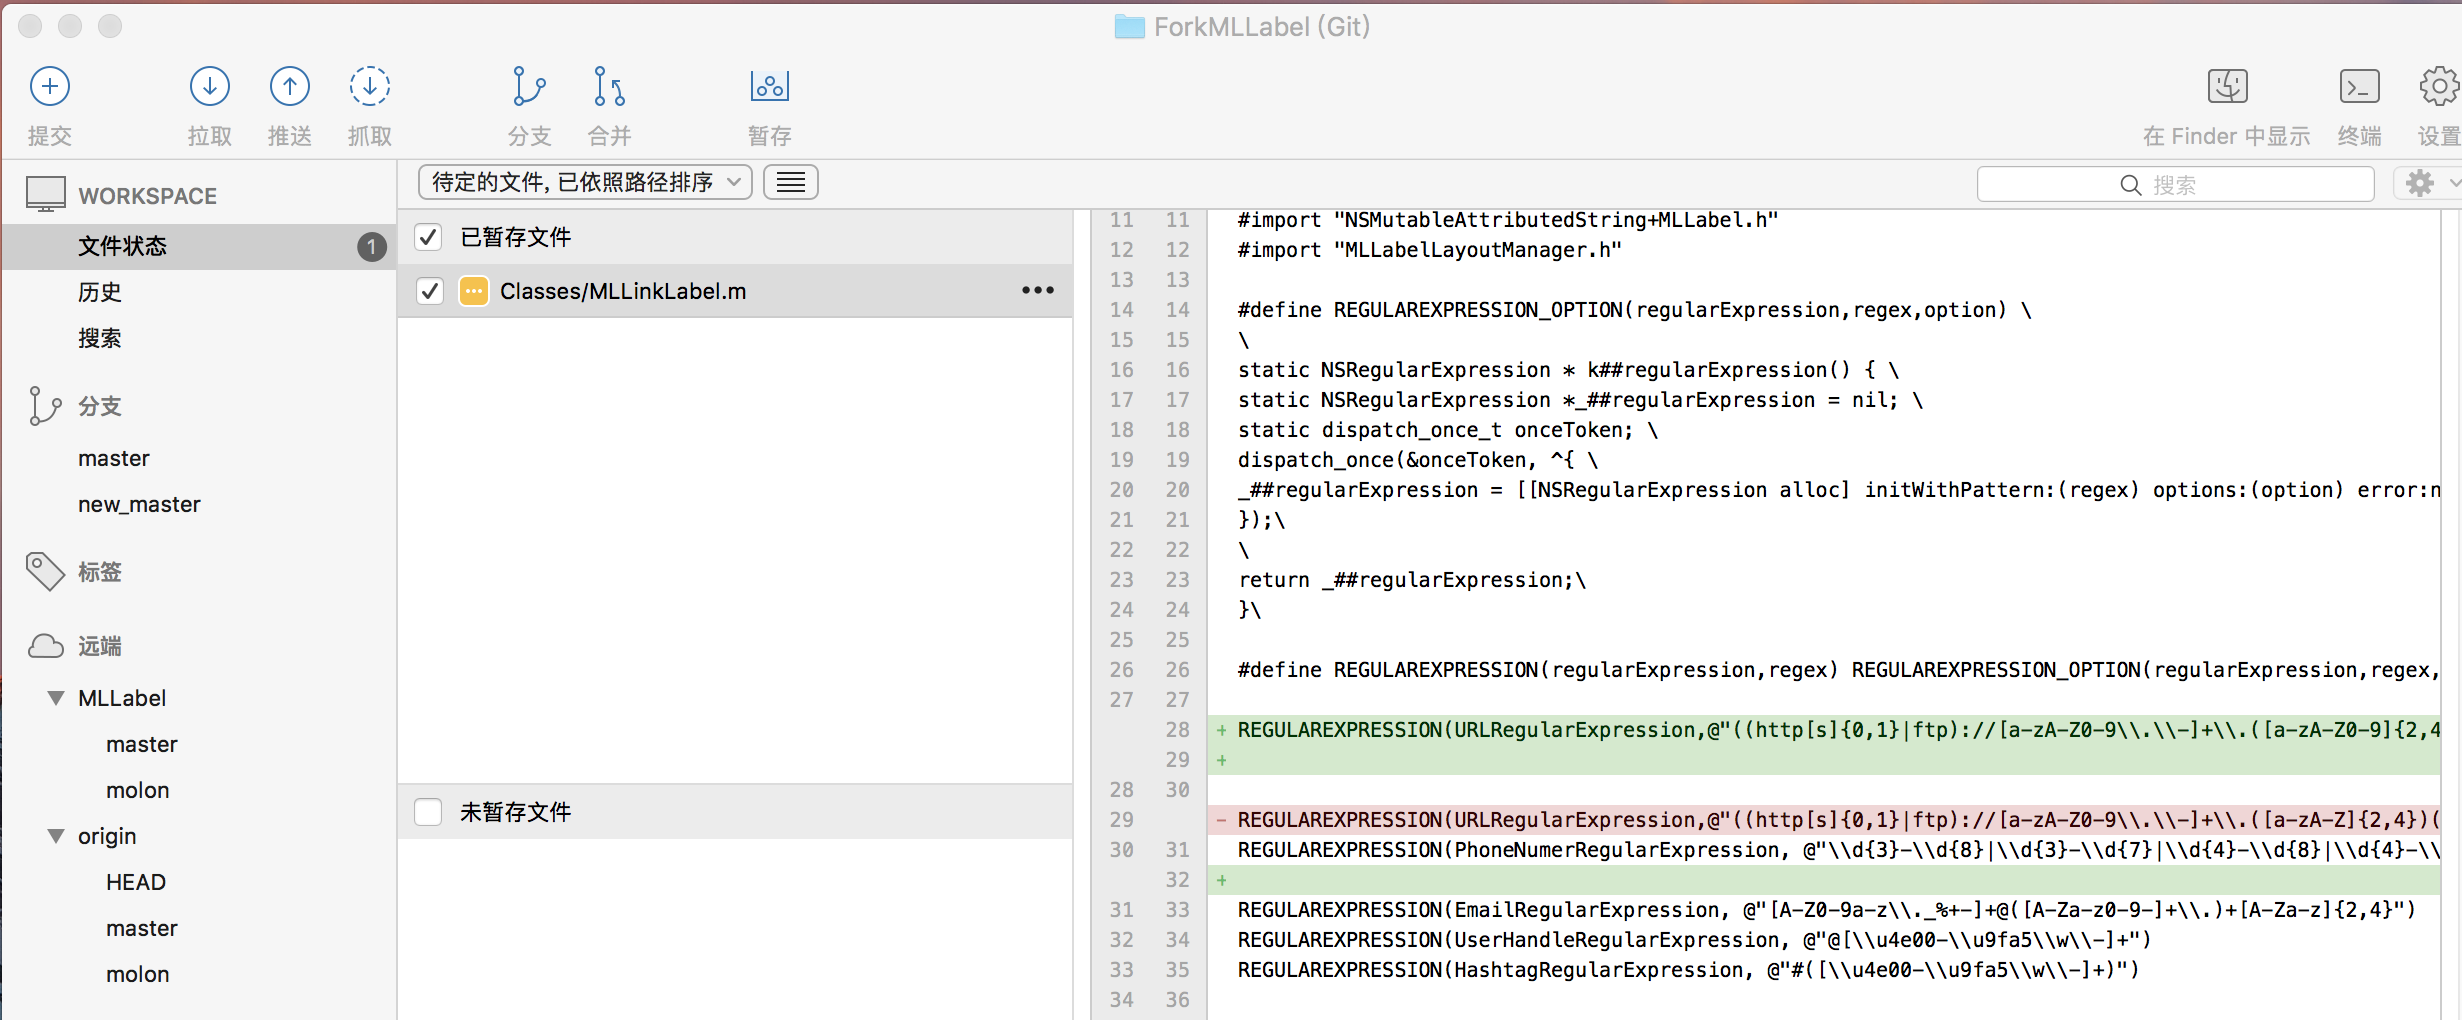 ForkMLLabel (Git)
提交
拉取
推送
抓取
分支
合并
暂存
在 Finder 中显示
终端
设置
WORKSPACE
文件状态
1
历史
搜索
分支
master
new_master
标签
远端
MLLabel
master
molon
origin
HEAD
master
molon
待定的文件, 已依照路径排序
搜索
已暂存文件
Classes/MLLinkLabel.m
未暂存文件
11 11 #import "NSMutableAttributedString+MLLabel.h"
12 12 #import "MLLabelLayoutManager.h"
13 13
14 14 #define REGULAREXPRESSION_OPTION(regularExpression,regex,option) \
15 15 \
16 16 static NSRegularExpression * k##regularExpression() { \
17 17 static NSRegularExpression *_##regularExpression = nil; \
18 18 static dispatch_once_t onceToken; \
19 19 dispatch_once(&onceToken, ^{ \
20 20 _##regularExpression = [[NSRegularExpression alloc] initWithPattern:(regex) options:(option) error:n
21 21 });\
22 22 \
23 23 return _##regularExpression;\
24 24 }\
25 25
26 26 #define REGULAREXPRESSION(regularExpression,regex) REGULAREXPRESSION_OPTION(regularExpression,regex,
27 27
28 + REGULAREXPRESSION(URLRegularExpression,@"((http[s]{0,1}|ftp)://[a-zA-Z0-9\\.\\-]+\\.([a-zA-Z0-9]{2,4
29 +
28 30
29 - REGULAREXPRESSION(URLRegularExpression,@"((http[s]{0,1}|ftp)://[a-zA-Z0-9\\.\\-]+\\.([a-zA-Z]{2,4})(
30 31 REGULAREXPRESSION(PhoneNumerRegularExpression, @"\\d{3}-\\d{8}|\\d{3}-\\d{7}|\\d{4}-\\d{8}|\\d{4}-\\
32 +
31 33 REGULAREXPRESSION(EmailRegularExpression, @"[A-Z0-9a-z\\._%+-]+@([A-Za-z0-9-]+\\.)+[A-Za-z]{2,4}")
32 34 REGULAREXPRESSION(UserHandleRegularExpression, @"@[\\u4e00-\\u9fa5\\w\\-]+")
33 35 REGULAREXPRESSION(HashtagRegularExpression, @"#([\\u4e00-\\u9fa5\\w\\-]+)")
34 36